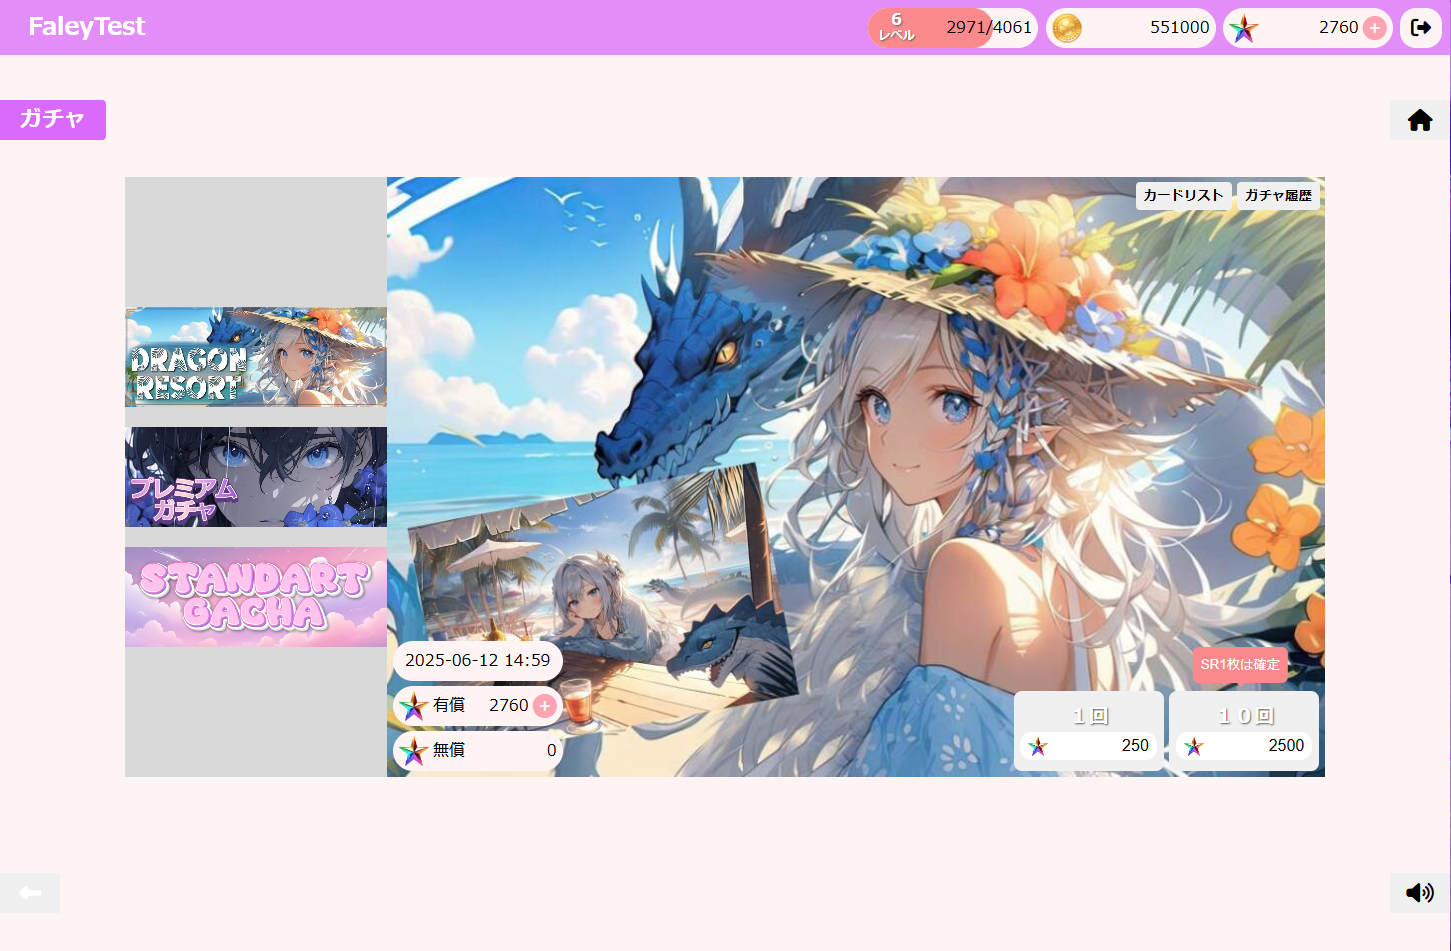 FaleyTest
6
レベル
2971/4061
551000
2760
ガチャ
カードリスト
ガチャ履歴
DRAGON
RESORT
プレミアム
ガチャ
STANDART
GACHA
2025-06-12 14:59
有償 2760
無償 0
SR1枚は確定
1回
250
10回
2500